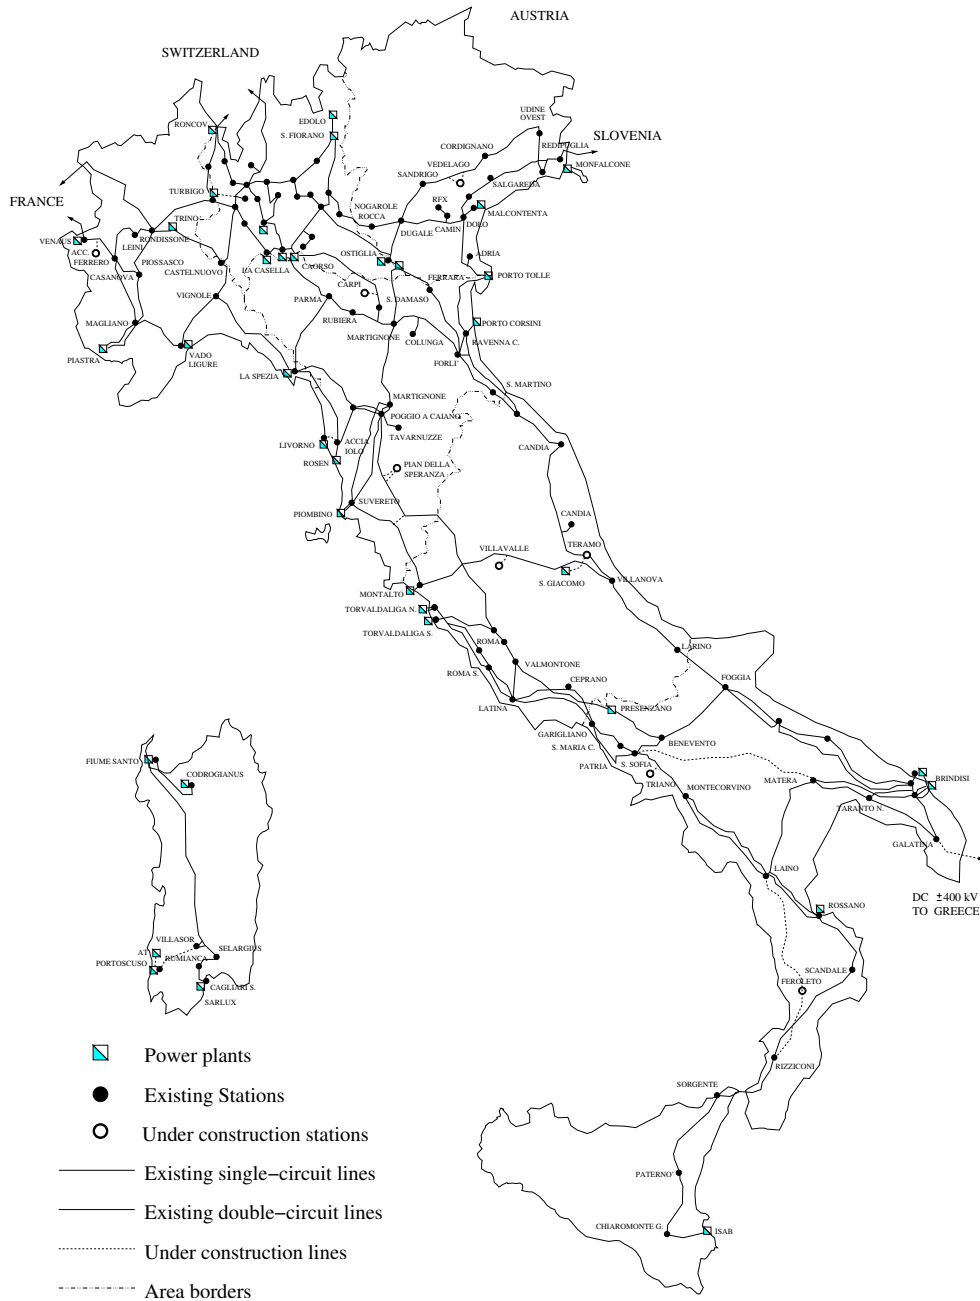 AUSTRIA
SWITZERLAND
UDINE
OVEST
SLOVENIA
EDOLO
RONCOV.
S. FIORANO
CORDIGNANO
REDIPUGLIA
VEDELAGO
MONFALCONE
SANDRIGO
SALGAREDA
TURBIGO
FRANCE
NOGAROLE
ROCCA
RFX
MALCONTENTA
TRINO
DUGALE
CAMIN
DOLO
VENAUS
RONDISSONE
LEINI
ACC.
FERRERO
PIOSSASCO
OSTIGLIA
ADRIA
CASANOVA
CASTELNUOVO
LA CASELLA
CAORSO
FERRARA
PORTO TOLLE
CARPI
VIGNOLE
PARMA
S. DAMASO
MAGLIANO
RUBIERA
MARTIGNONE
COLUNGA
PORTO CORSINI
RAVENNA C.
PIASTRA
VADO
LIGURE
FORLI'
LA SPEZIA
S. MARTINO
MARTIGNONE
POGGIO A CAIANO
TAVARNUZZE
LIVORNO
ACCIA
IOLO
CANDIA
ROSEN
PIAN DELLA
SPERANZA
SUVERETO
PIOMBINO
CANDIA
TERAMO
VILLAVALLE
S. GIACOMO
VILLANOVA
MONTALTO
TORVALDALIGA N.
TORVALDALIGA S.
ROMA
LARINO
ROMA S.
VALMONTONE
CEPRANO
FOGGIA
LATINA
PRESENZANO
GARIGLIANO
S. MARIA C.
BENEVENTO
PATRIA
S. SOFIA
TRIANO
MATERA
BRINDISI
MONTECORVINO
TARANTO N.
GALATINA
FIUME SANTO
CODROGIANUS
LAINO
DC ±400 kV
TO GREECE
ROSSANO
VILLASOR
AT
PORTOSCUSO
RUMIANCA
SELARGIUS
SCANDALE
FEROLETO
CAGLIARI S.
SARLUX
RIZZICONI
SORGENTE
PATERNO'
CHIAROMONTE G.
ISAB
Power plants
Existing Stations
Under construction stations
Existing single−circuit lines
Existing double−circuit lines
Under construction lines
Area borders